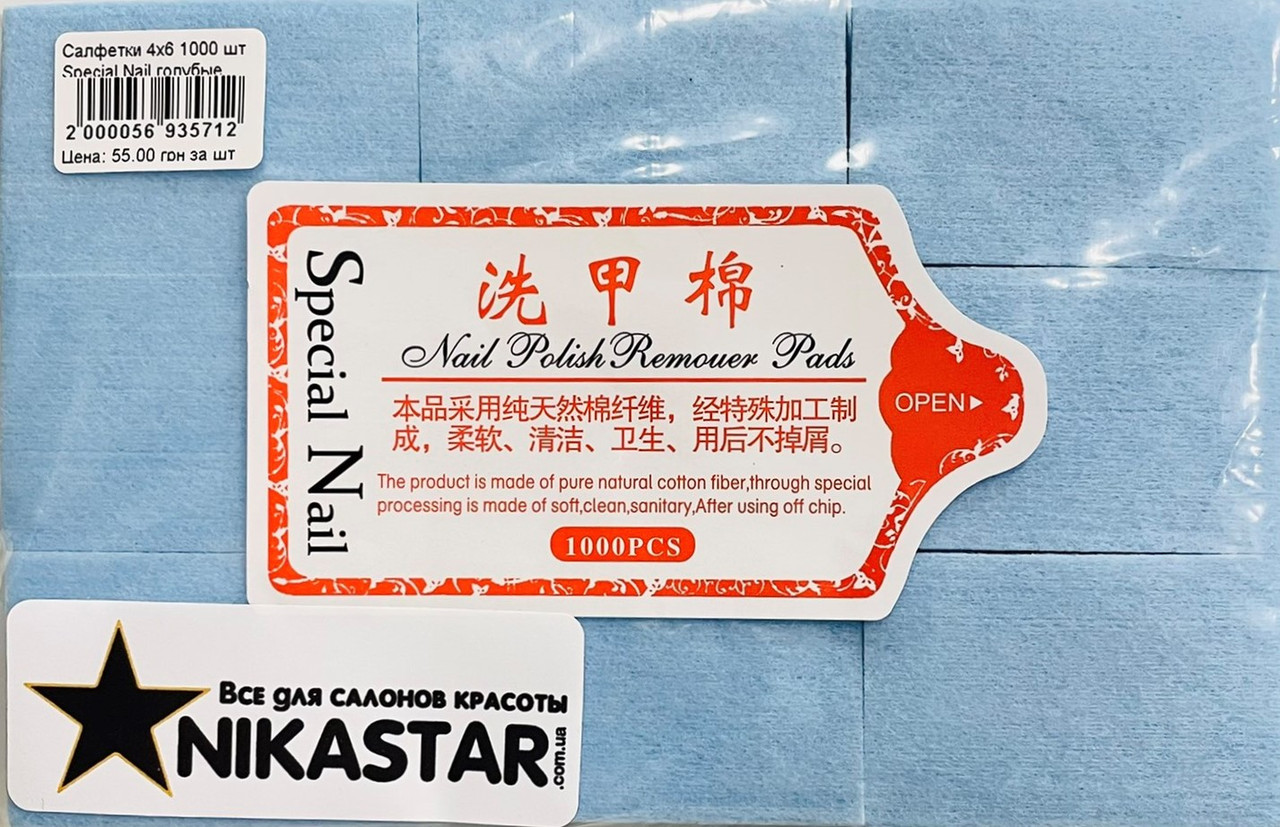 Салфетки 4х6 1000 шт
Special Nail голубые
2 000056 935712
Цена: 55.00 грн за шт
Special Nail
洗甲棉
Nail Polish Remouer Pads
本品采用纯天然棉纤维，经特殊加工制
成，柔软、清洁、卫生、用后不掉屑。
The product is made of pure natural cotton fiber,through special
processing is made of soft,clean,sanitary,After using off chip.
1000PCS
OPEN
Все для салонов красоты
NIKASTAR
.com.ua